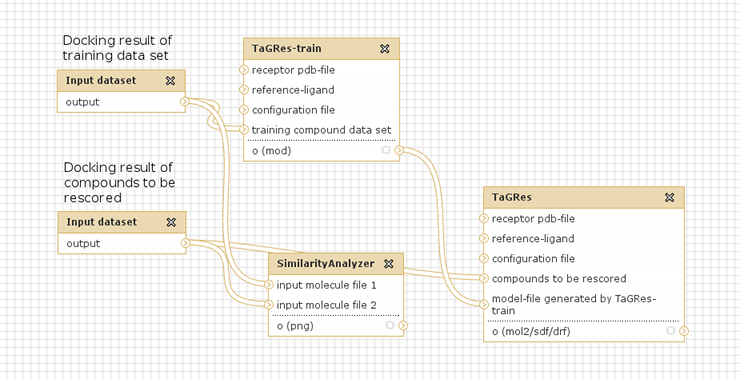 Docking result of
training data set
Input dataset
output
TaGRes-train
receptor pdb-file
reference-ligand
configuration file
training compound data set
o (mod)
Docking result of
compounds to be
rescored
Input dataset
output
SimilarityAnalyzer
input molecule file 1
input molecule file 2
o (png)
TaGRes
receptor pdb-file
reference-ligand
configuration file
compounds to be rescored
model-file generated by TaGRes-
train
o (mol2/sdf/drf)